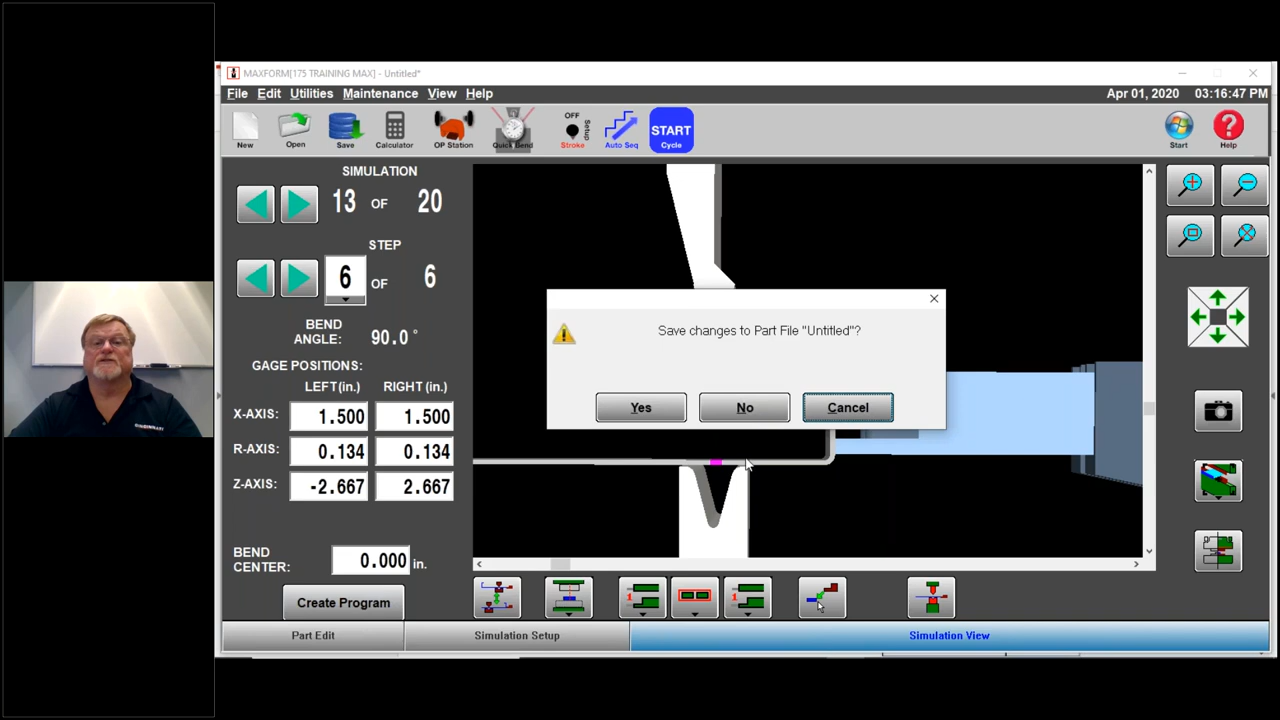 MAXFORM[175 TRAINING MAX] - Untitled*
File Edit Utilities Maintenance View Help
Apr 01, 2020 03:16:47 PM
New
Open
Save
Calculator
OP Station
Quick Bend
OFF
Setup
Stroke
Auto Seq
START
Cycle
Start
Help
SIMULATION
13 OF 20
STEP
6 OF 6
BEND
ANGLE: 90.0 °
GAGE POSITIONS:
LEFT(in.) RIGHT (in.)
X-AXIS: 1.500 1.500
R-AXIS: 0.134 0.134
Z-AXIS: -2.667 2.667
BEND
CENTER: 0.000 in.
Create Program
Save changes to Part File "Untitled"?
Yes No Cancel
1
1
Part Edit Simulation Setup Simulation View